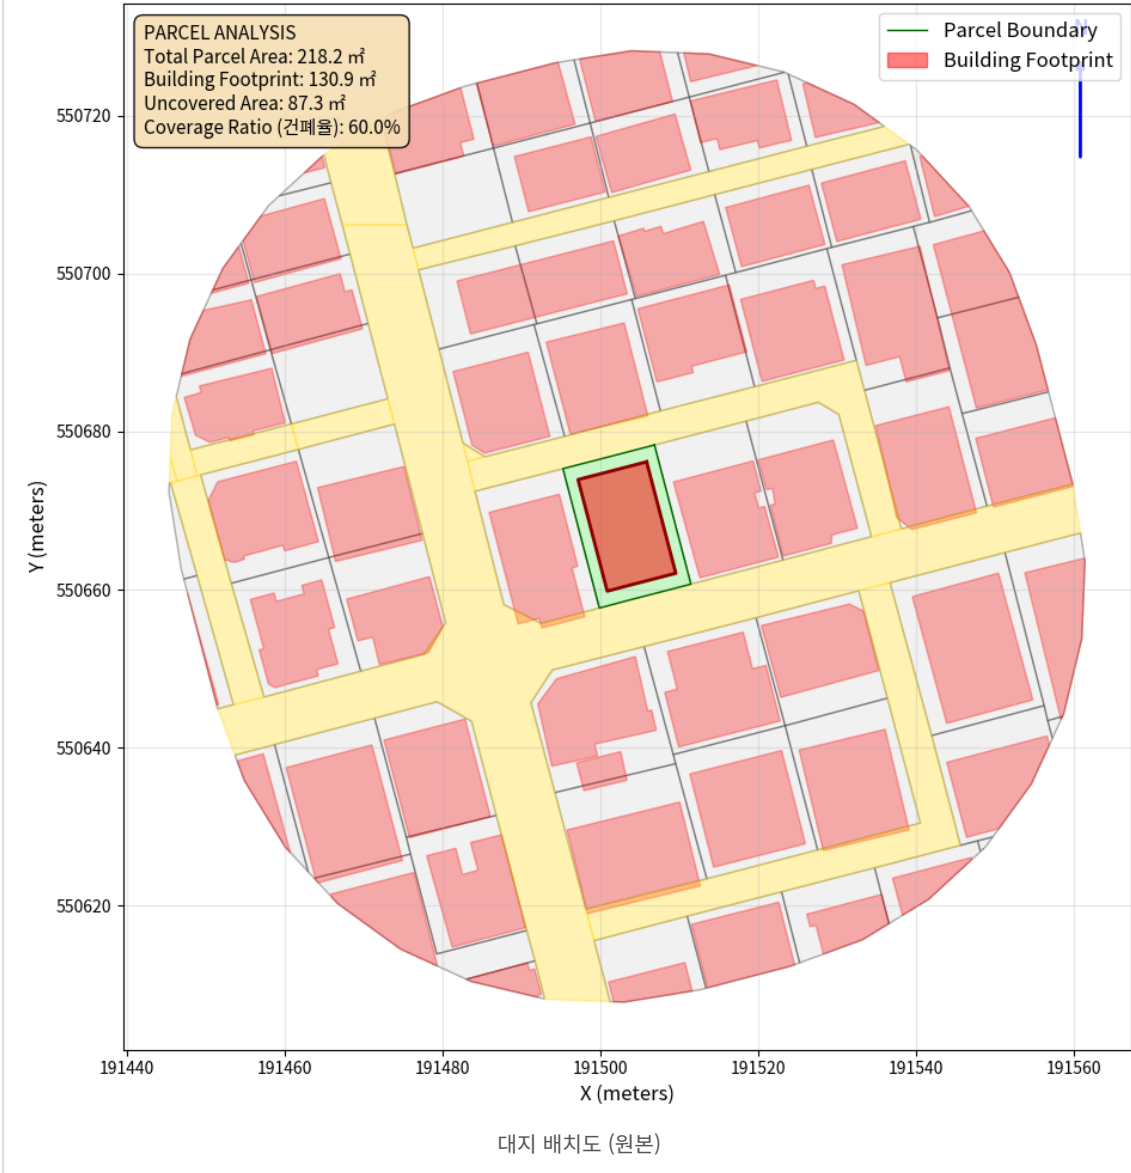 PARCEL ANALYSIS
Total Parcel Area: 218.2 ㎡
Building Footprint: 130.9 ㎡
Uncovered Area: 87.3 ㎡
Coverage Ratio (건폐율): 60.0%
N
Parcel Boundary
Building Footprint
Y (meters)
550720
550700
550680
550660
550640
550620
191440 191460 191480 191500 191520 191540 191560
X (meters)
대지 배치도 (원본)